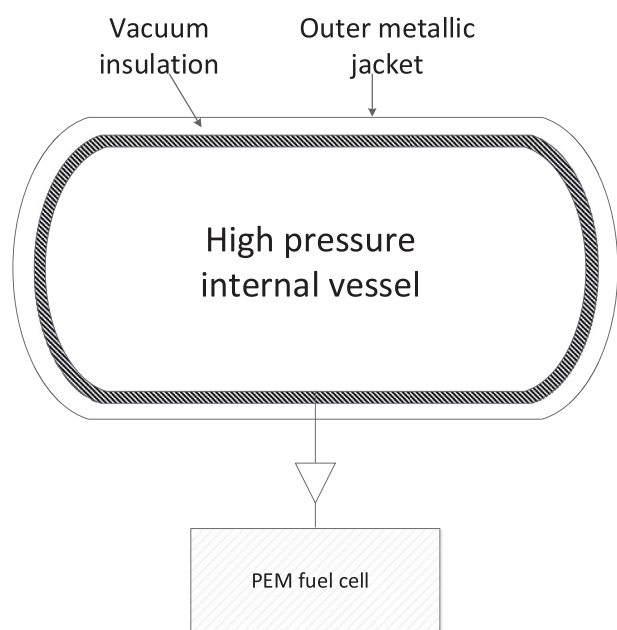 Vacuum
insulation
Outer metallic
jacket
High pressure
internal vessel
PEM fuel cell